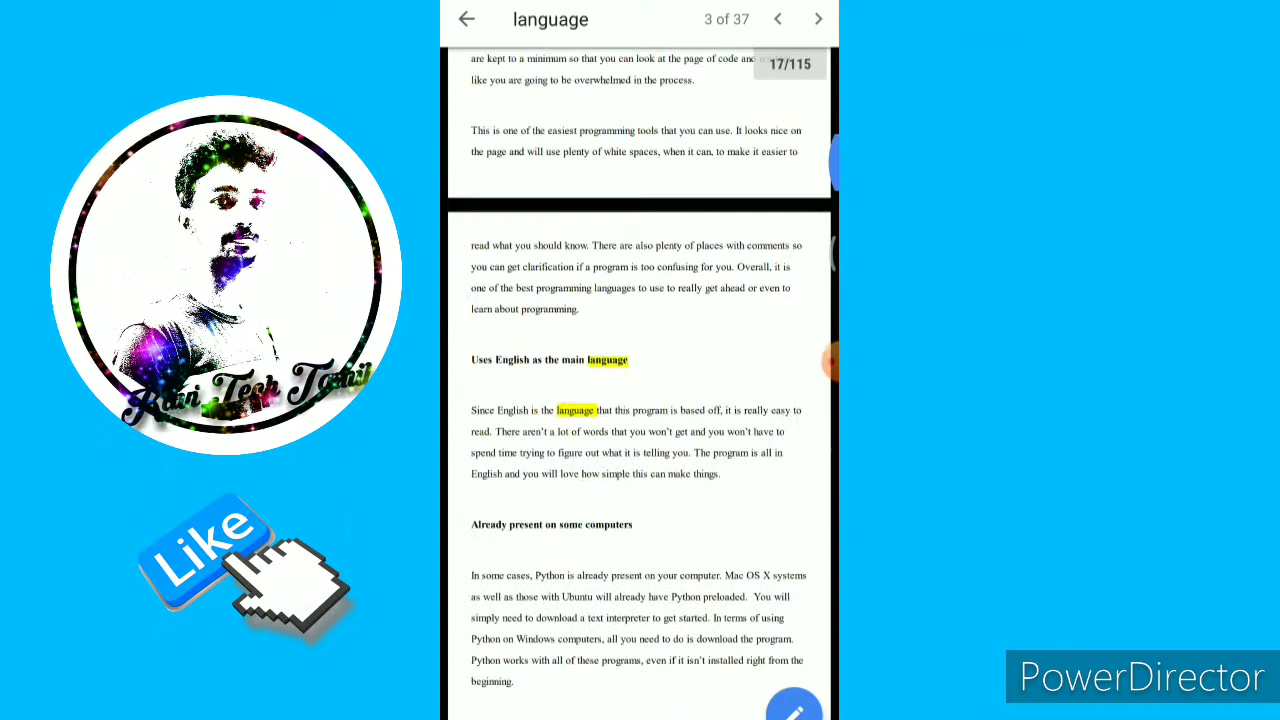 language
3 of 37
17/115
are kept to a minimum so that you can look at the page of code and
like you are going to be overwhelmed in the process.
This is one of the easiest programming tools that you can use. It looks nice on
the page and will use plenty of white spaces, when it can, to make it easier to
read what you should know. There are also plenty of places with comments so
you can get clarification if a program is too confusing for you. Overall, it is
one of the best programming languages to use to really get ahead or even to
learn about programming.
Uses English as the main language
Since English is the language that this program is based off, it is really easy to
read. There aren't a lot of words that you won't get and you won't have to
spend time trying to figure out what it is telling you. The program is all in
English and you will love how simple this can make things.
Already present on some computers
In some cases, Python is already present on your computer. Mac OS X systems
as well as those with Ubuntu will already have Python preloaded. You will
simply need to download a text interpreter to get started. In terms of using
Python on Windows computers, all you need to do is download the program.
Python works with all of these programs, even if it isn't installed right from the
beginning.
Tech
Like
PowerDirector